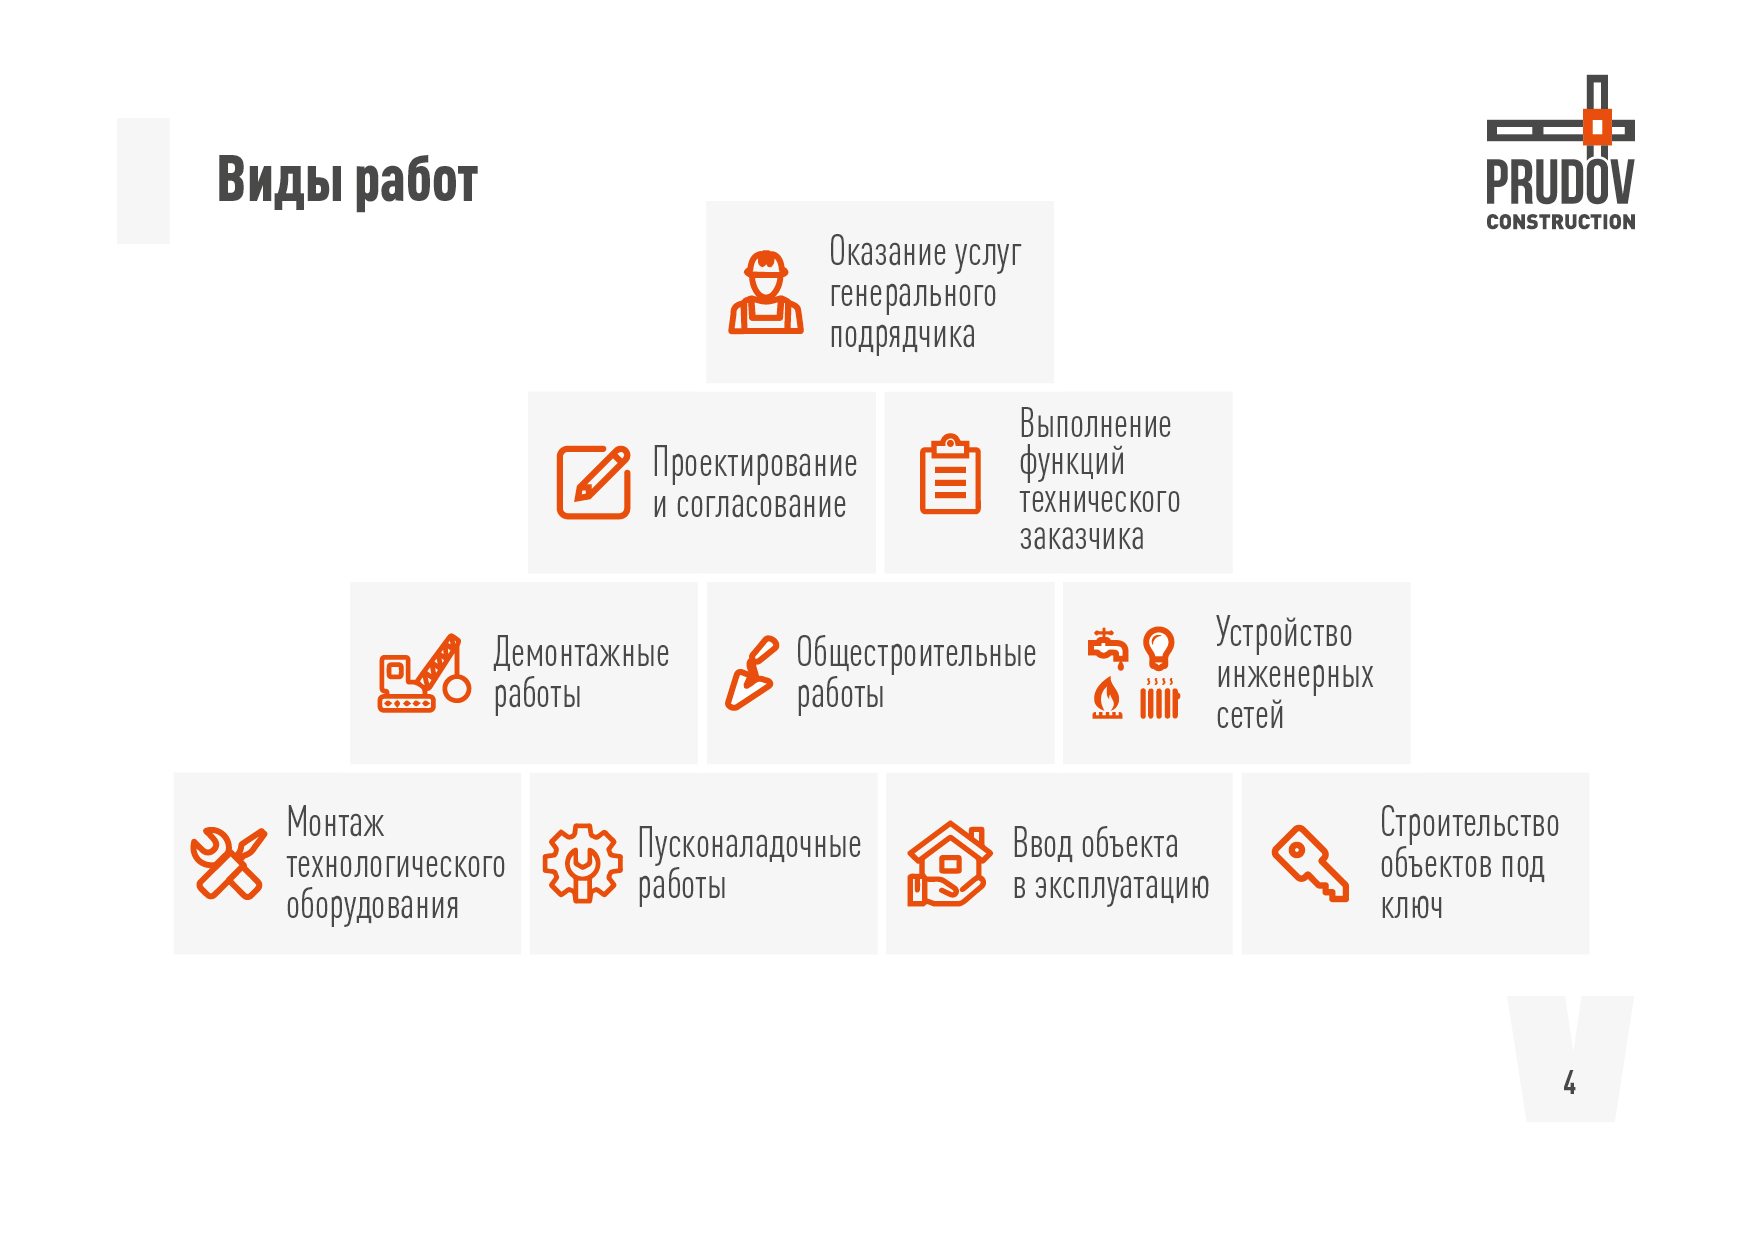 Виды работ
PRUDOV
CONSTRUCTION
Оказание услуг
генерального
подрядчика
Проектирование
и согласование
Выполнение
функций
технического
заказчика
Демонтажные
работы
Общестроительные
работы
Устройство
инженерных
сетей
Монтаж
технологического
оборудования
Пусконаладочные
работы
Ввод объекта
в эксплуатацию
Строительство
объектов под
ключ
4